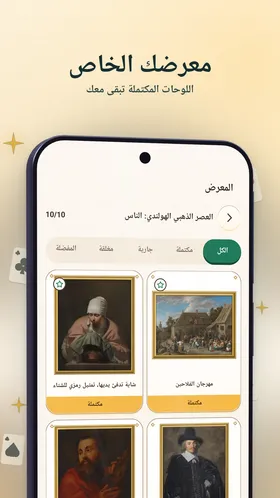 معرضك الخاص
اللوحات المكتملة تبقى معك
المعرض
العصر الذهبي الهولندي: الناس
10/10
الكل
مكتملة
جارية
مغلقة
المفضلة
مهرجان الفلاحين
مكتملة
شابة تدفئ يديها، تمثيل رمزي للشتاء
مكتملة